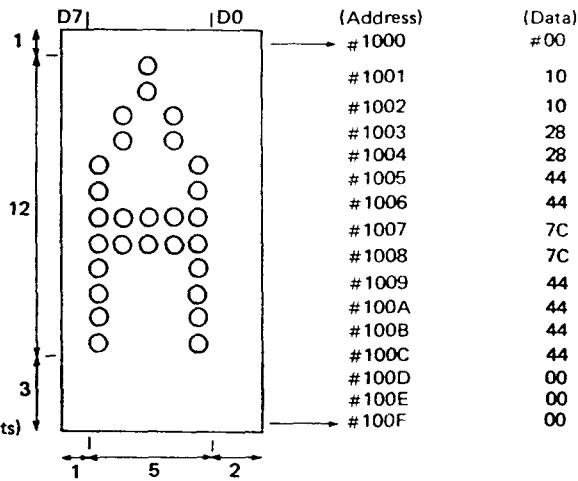 D7 D0 (Address) (Data)
1 #1000 #00
#1001 10
#1002 10
#1003 28
#1004 28
#1005 44
12 #1006 44
#1007 7C
#1008 7C
#1009 44
#100A 44
#100B 44
#100C 44
3 #100D 00
#100E 00
ts) #100F 00
1 5 2